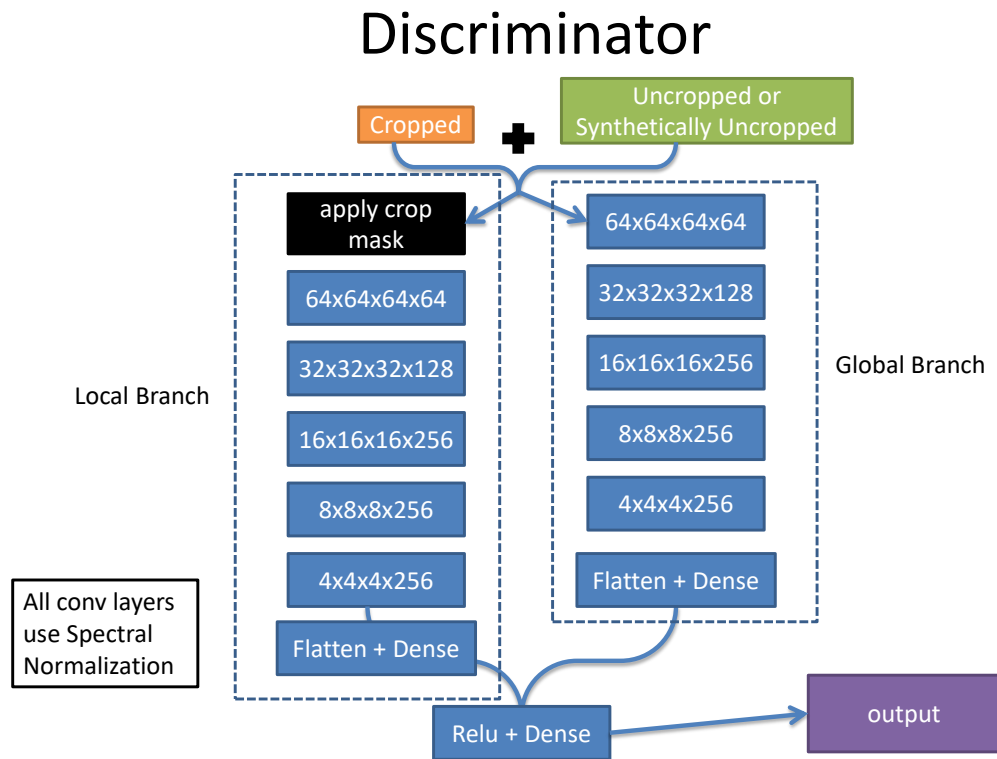 Discriminator
Cropped
Uncropped or
Synthetically Uncropped
Local Branch
apply crop
mask
64x64x64x64
32x32x32x128
16x16x16x256
8x8x8x256
4x4x4x256
Flatten + Dense
64x64x64x64
32x32x32x128
16x16x16x256
8x8x8x256
4x4x4x256
Flatten + Dense
Global Branch
All conv layers
use Spectral
Normalization
Relu + Dense
output